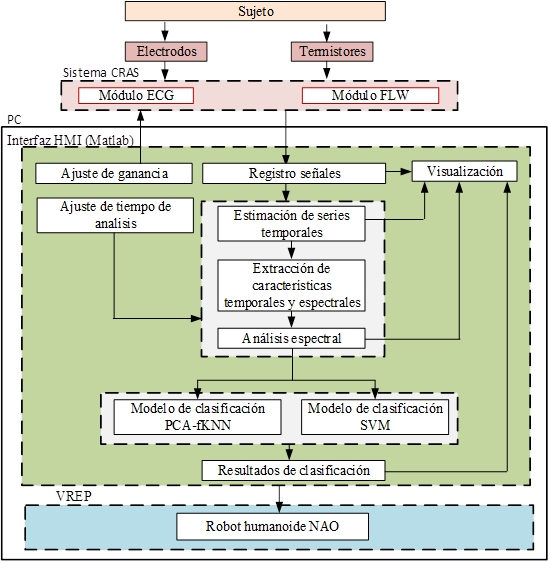 Sujeto
Electrodos
Termistores
Sistema CRAS
Módulo ECG
Módulo FLW
PC
Interfaz HMI (Matlab)
Ajuste de ganancia
Registro señales
Visualización
Ajuste de tiempo de
analisis
Estimación de series
temporales
Extracción de
características
temporales y espectrales
Análisis espectral
Modelo de clasificación
PCA-fKNN
Modelo de clasificación
SVM
Resultados de clasificación
VREP
Robot humanoide NAO